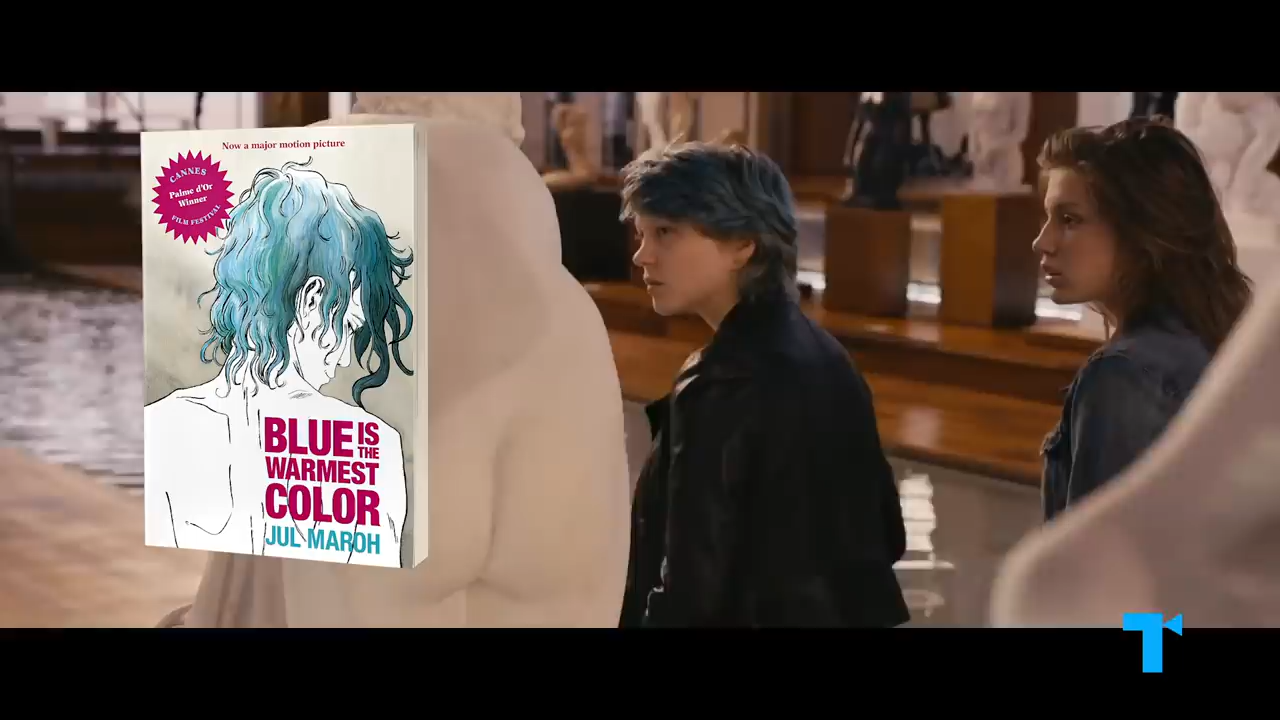 Now a major motion picture
CANNES
Palme d'Or
Winner
FILM FESTIVAL
BLUE IS
THE
WARMEST
COLOR
JUL MAROH